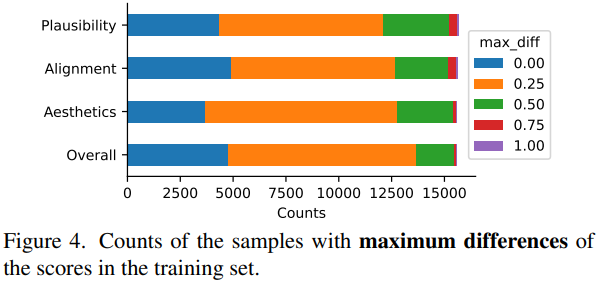 Plausibility
Alignment
Aesthetics
Overall
max_diff
0.00
0.25
0.50
0.75
1.00
0 2500 5000 7500 10000 12500 15000
Counts
Figure 4. Counts of the samples with maximum differences of
the scores in the training set.